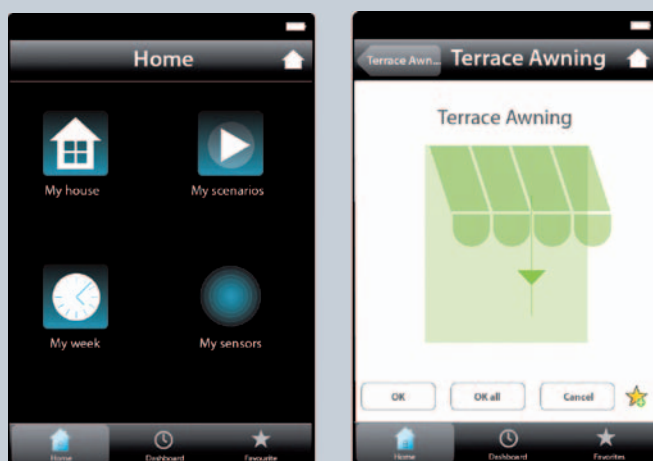 Home
My house
My scenarios
My week
My sensors
Home
Dashboard
Favourite
Terrace Awn...
Terrace Awning
Terrace Awning
OK
OK all
Cancel
Home
Dashboard
Favorites